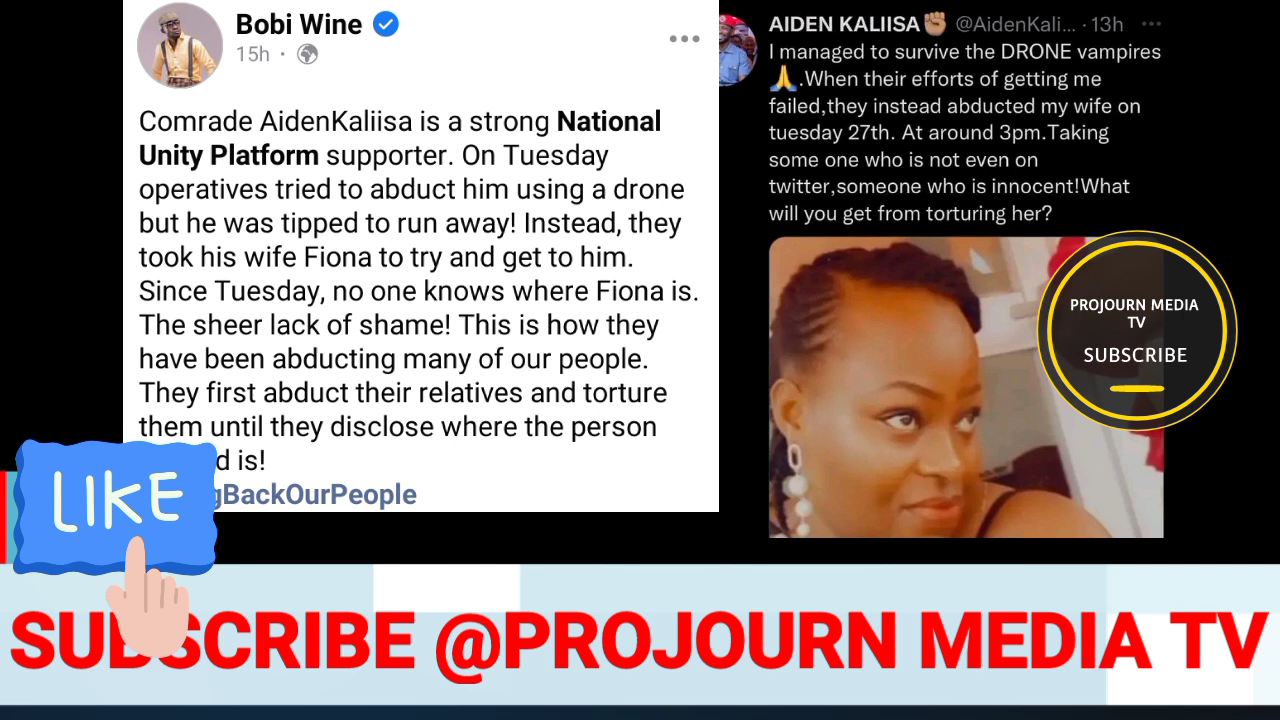 Bobi Wine
15h
Comrade AidenKaliisa is a strong National
Unity Platform supporter. On Tuesday
operatives tried to abduct him using a drone
but he was tipped to run away! Instead, they
took his wife Fiona to try and get to him.
Since Tuesday, no one knows where Fiona is.
The sheer lack of shame! This is how they
have been abducting many of our people.
They first abduct their relatives and torture
them until they disclose where the person
is!
gBackOurPeople
AIDEN KALIISA✊🏽 @AidenKali... · 13h
I managed to survive the DRONE vampires
🙏.When their efforts of getting me
failed,they instead abducted my wife on
tuesday 27th. At around 3pm.Taking
some one who is not even on
twitter,someone who is innocent!What
will you get from torturing her?
PROJOURN MEDIA
TV
SUBSCRIBE
LIKE
SUBSCRIBE @PROJOURN MEDIA TV